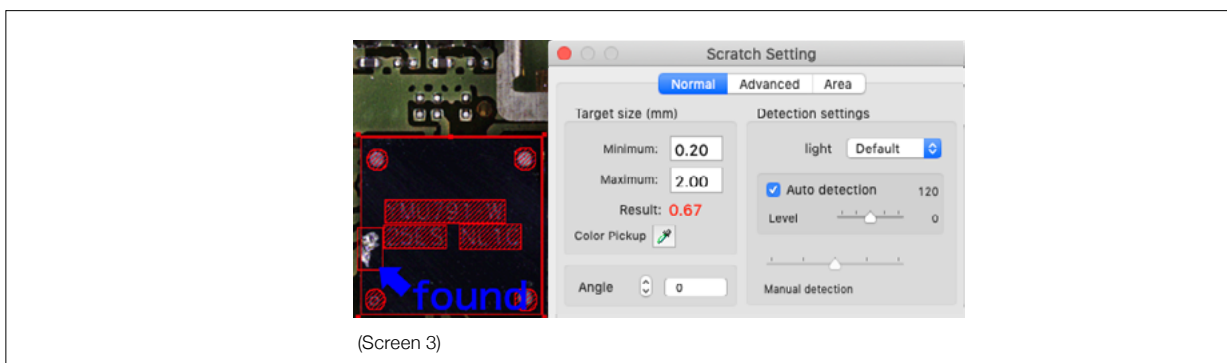 Scratch Setting
Normal Advanced Area
Target size (mm)
Minimum: 0.20
Maximum: 2.00
Result: 0.67
Color Pickup
Angle 0
Detection settings
light Default
Auto detection 120
Level 0
Manual detection
found
(Screen 3)